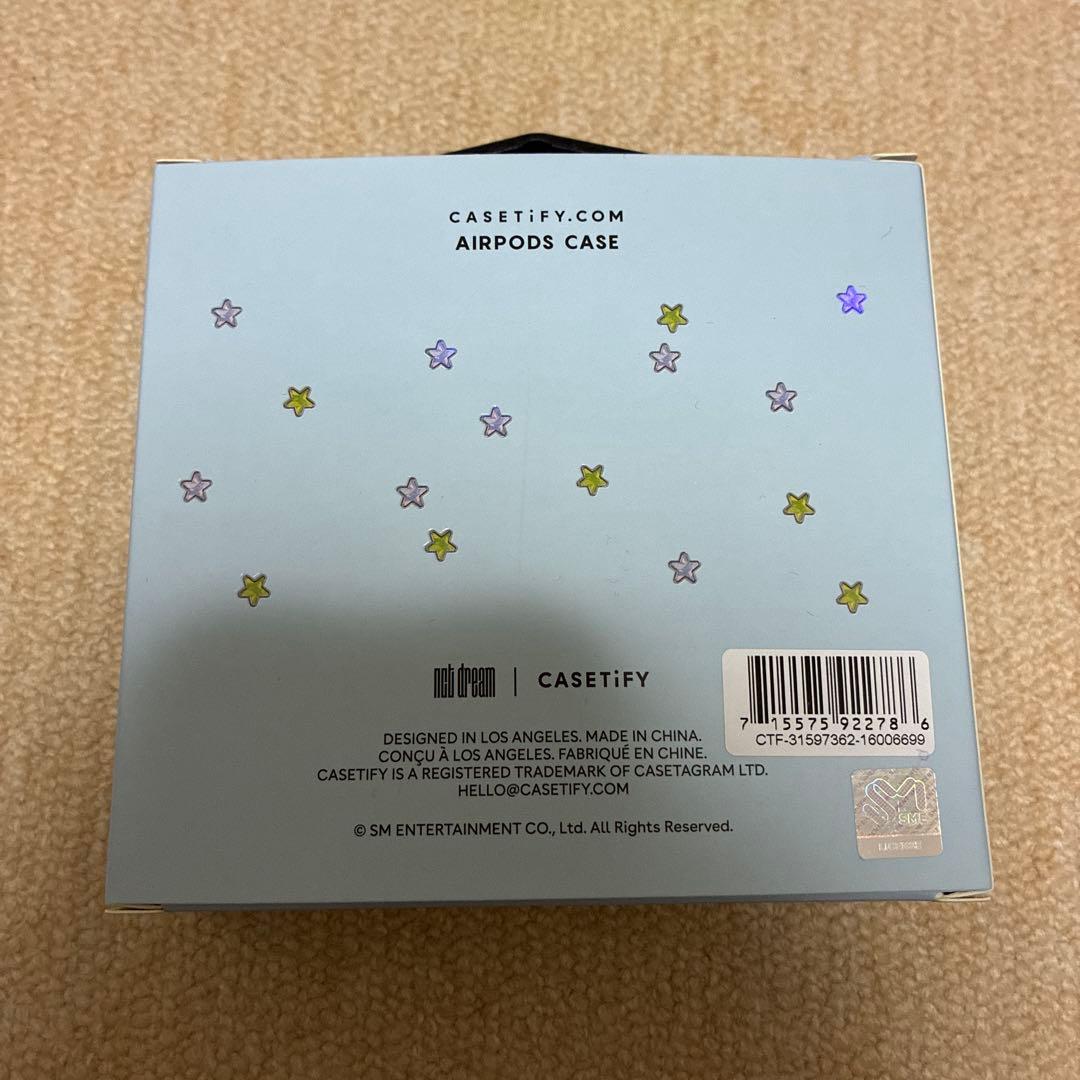 CASETiFY.COM
AIRPODS CASE
nct dream | CASETiFY
7 15575 92278 6
CTF-31597362-16006699
DESIGNED IN LOS ANGELES. MADE IN CHINA.
CONÇU À LOS ANGELES. FABRIQUÉ EN CHINE.
CASETIFY IS A REGISTERED TRADEMARK OF CASETAGRAM LTD.
HELLO@CASETIFY.COM
© SM ENTERTAINMENT CO., Ltd. All Rights Reserved.
SM